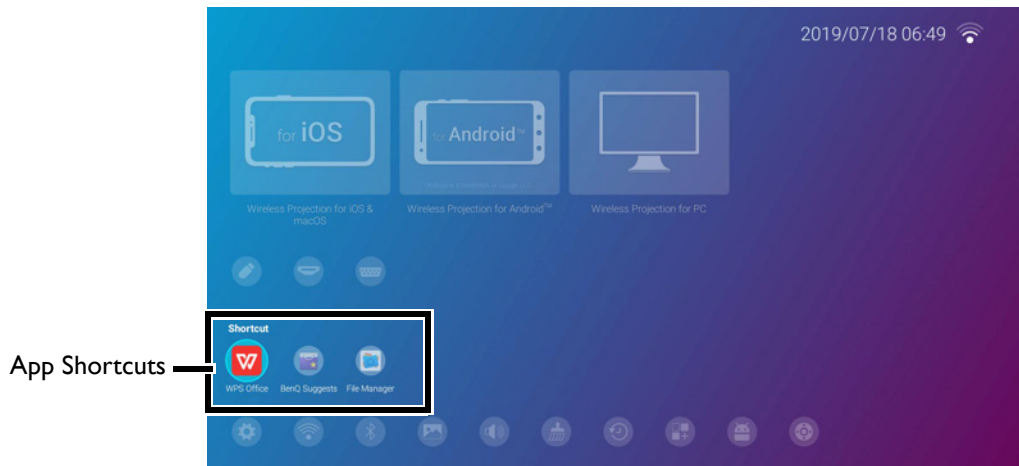 2019/07/18 06:49
for iOS
for Android™
Wireless Projection for iOS &
macOS
Wireless Projection for Android™
Wireless Projection for PC
App Shortcuts
Shortcut
WPS Office
BenQ Suggests
File Manager